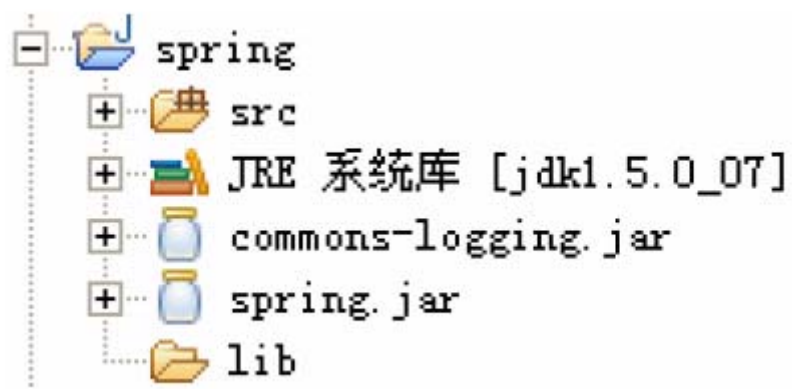 spring
src
JRE 系统库 [jdk1.5.0_07]
commons-logging.jar
spring.jar
lib